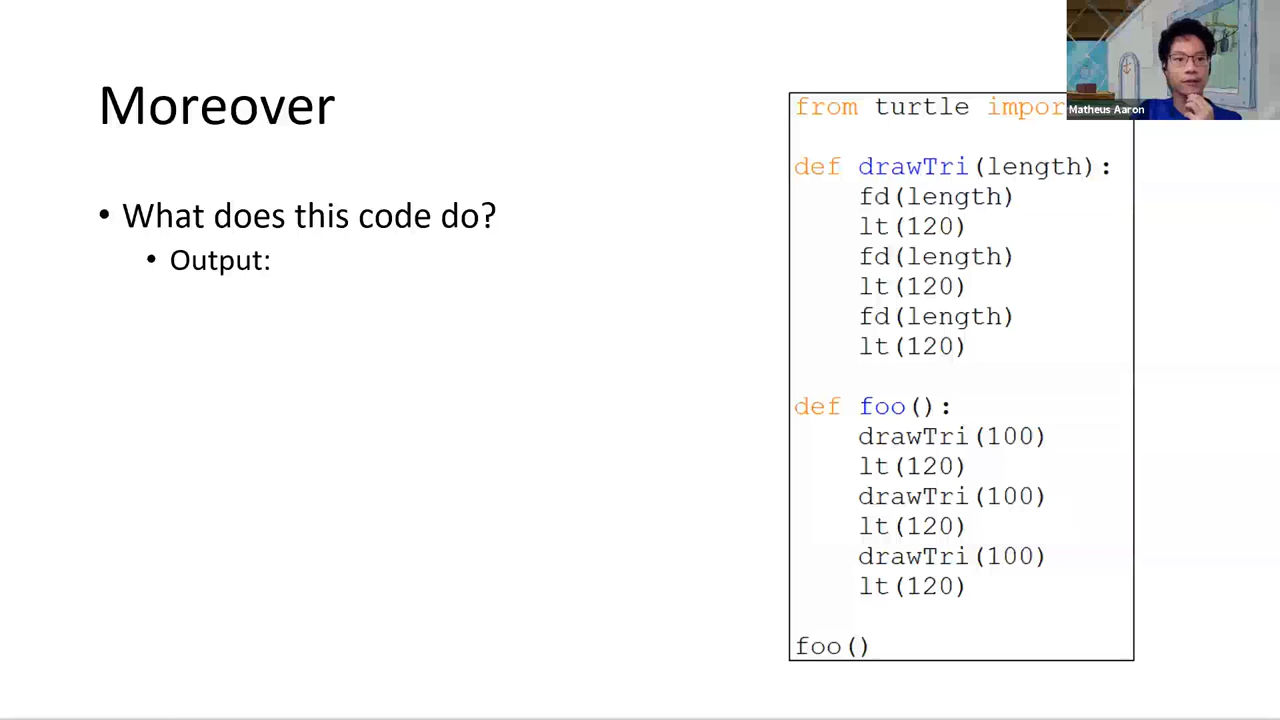 Moreover
• What does this code do?
• Output:
from turtle impor
def drawTri(length):
fd(length)
lt(120)
fd(length)
lt(120)
fd(length)
lt(120)
def foo():
drawTri(100)
lt(120)
drawTri(100)
lt(120)
drawTri(100)
lt(120)
foo()
Matheus Aaron